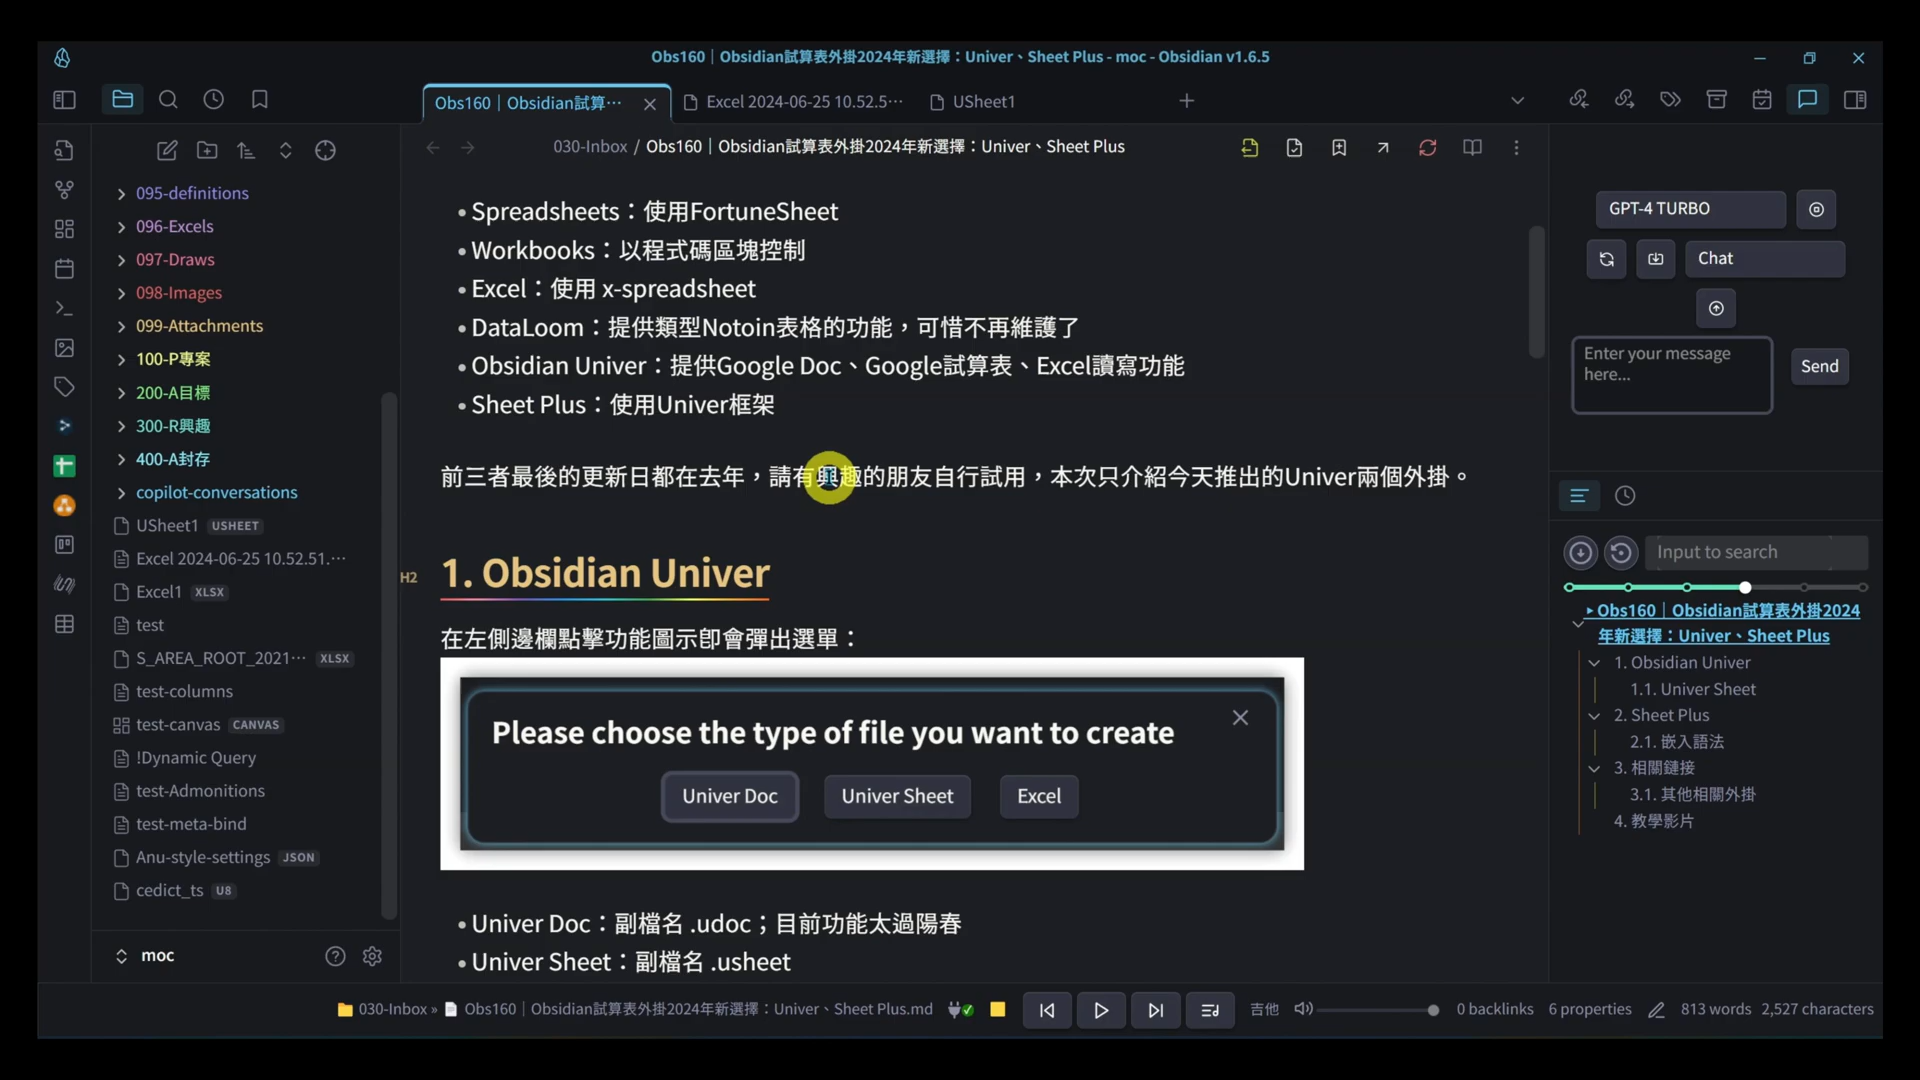 Obs160｜Obsidian試算表外掛2024年新選擇：Univer、Sheet Plus - moc - Obsidian v1.6.5
Obs160｜Obsidian試算⋯
Excel 2024-06-25 10.52.5⋯
USheet1
030-Inbox / Obs160｜Obsidian試算表外掛2024年新選擇：Univer、Sheet Plus
095-definitions
096-Excels
097-Draws
098-Images
099-Attachments
100-P專案
200-A目標
300-R興趣
400-A封存
copilot-conversations
USheet1 USHEET
Excel 2024-06-25 10.52.51.⋯
Excel1 XLSX
test
S_AREA_ROOT_2021⋯ XLSX
test-columns
test-canvas CANVAS
!Dynamic Query
test-Admonitions
test-meta-bind
Anu-style-settings JSON
cedict_ts U8
moc
• Spreadsheets：使用FortuneSheet
• Workbooks：以程式碼區塊控制
• Excel：使用 x-spreadsheet
• DataLoom：提供類型Notoin表格的功能，可惜不再維護了
• Obsidian Univer：提供Google Doc、Google試算表、Excel讀寫功能
• Sheet Plus：使用Univer框架
前三者最後的更新日都在去年，請有興趣的朋友自行試用，本次只介紹今天推出的Univer兩個外掛。
H2
1. Obsidian Univer
在左側邊欄點擊功能圖示即會彈出選單：
Please choose the type of file you want to create
Univer Doc
Univer Sheet
Excel
• Univer Doc：副檔名 .udoc；目前功能太過陽春
• Univer Sheet：副檔名 .usheet
GPT-4 TURBO
Chat
Enter your message
here...
Send
Input to search
Obs160｜Obsidian試算表外掛2024
年新選擇：Univer、Sheet Plus
1. Obsidian Univer
1.1. Univer Sheet
2. Sheet Plus
2.1. 嵌入語法
3. 相關鏈接
3.1. 其他相關外掛
4. 教學影片
030-Inbox » Obs160｜Obsidian試算表外掛2024年新選擇：Univer、Sheet Plus.md
吉他
0 backlinks
6 properties
813 words
2,527 characters